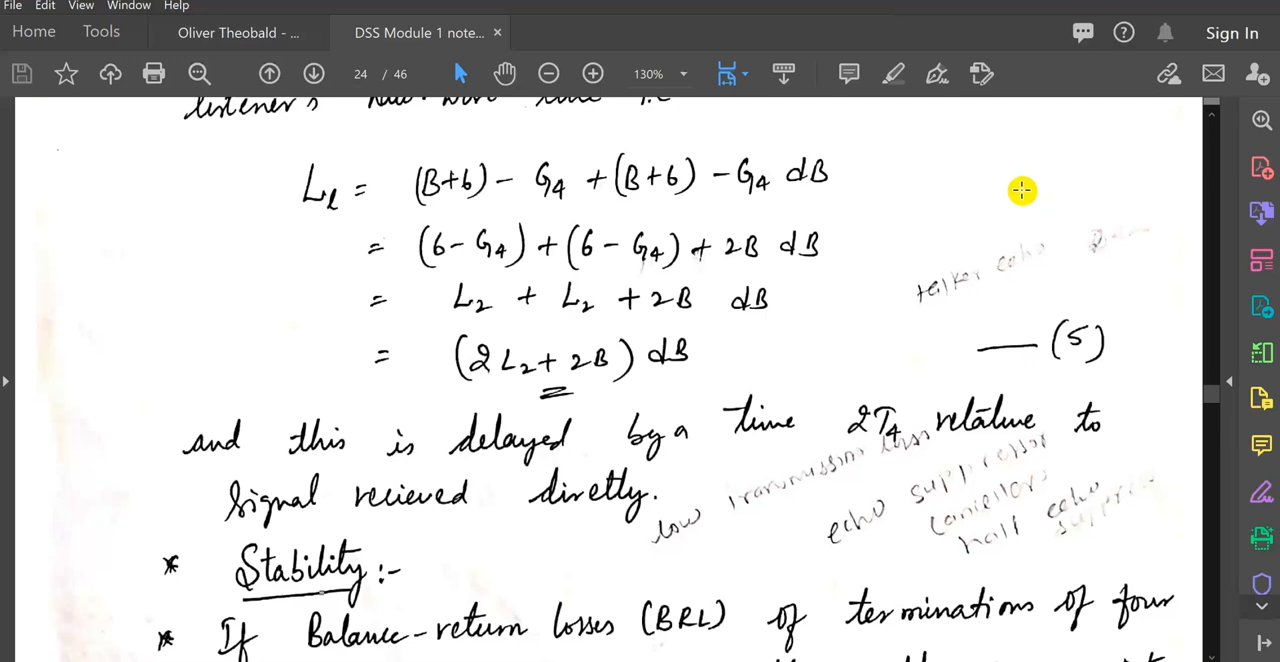 File Edit View Window Help
Home Tools Oliver Theobald - ... DSS Module 1 note... × Sign In
24 / 46 130%
listener's
L_l = (B+6) - G4 + (B+6) - G4 dB
= (6 - G4) + (6 - G4) + 2B dB
= L2 + L2 + 2B dB
talker echo
= (2L2 + 2B) dB —— (5)
and this is delayed by a time 2T4 relative to
Signal recieved directly.
low transmission loss
echo suppressor
cancellors
half echo
* Stability:-
* If Balance-return losses (BRL) of terminations of four